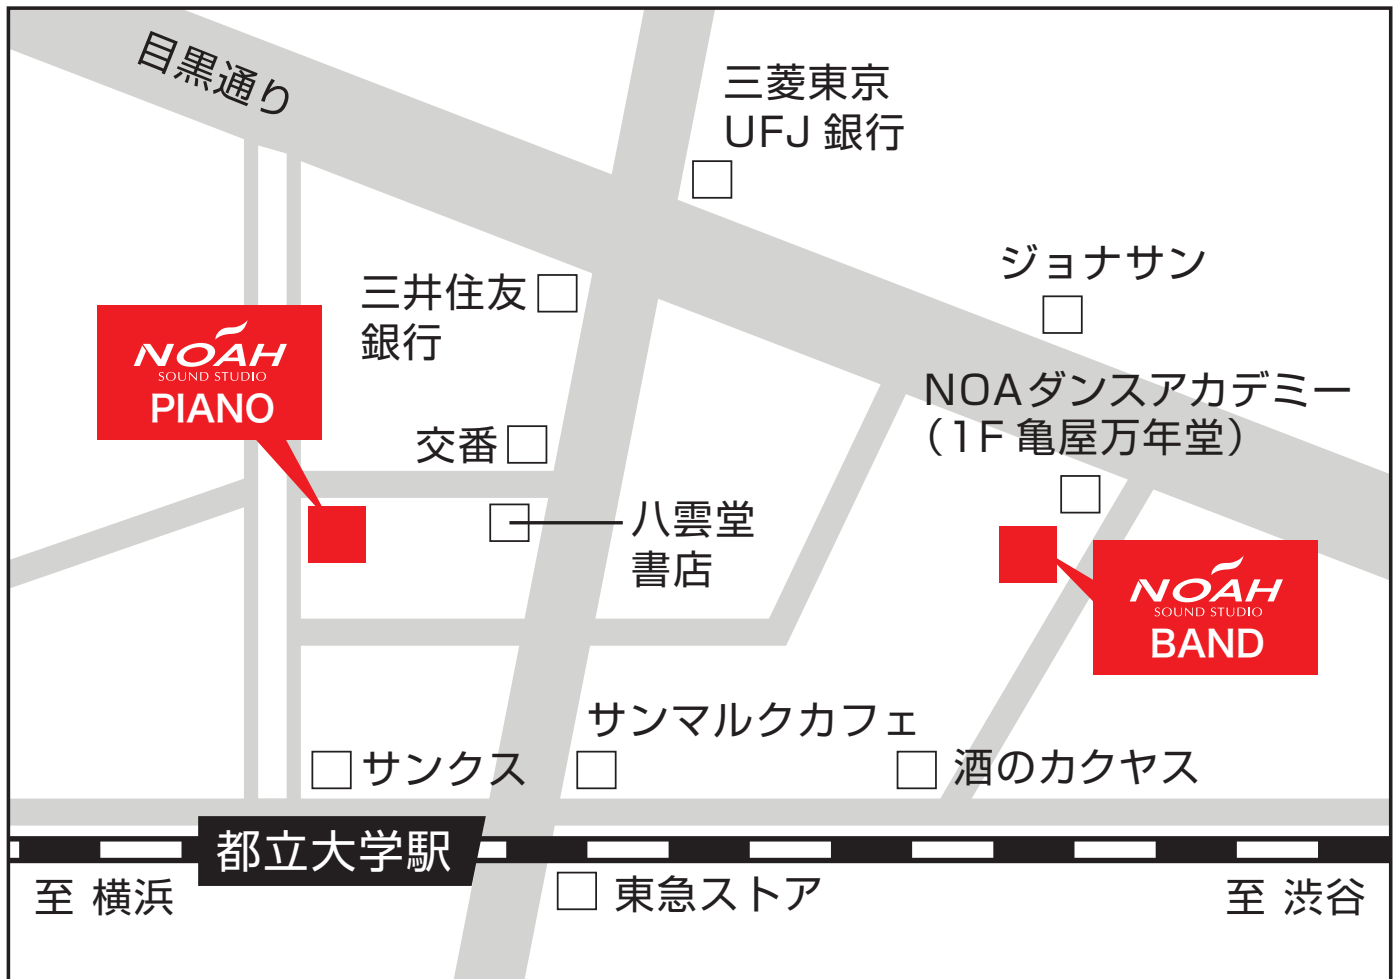 目黒通り
三菱東京
UFJ 銀行
ジョナサン
三井住友
銀行
NOAH
SOUND STUDIO
PIANO
NOAダンスアカデミー
（1F 亀屋万年堂）
交番
八雲堂
書店
NOAH
SOUND STUDIO
BAND
サンマルクカフェ
サンクス
酒のカクヤス
都立大学駅
至 横浜
東急ストア
至 渋谷